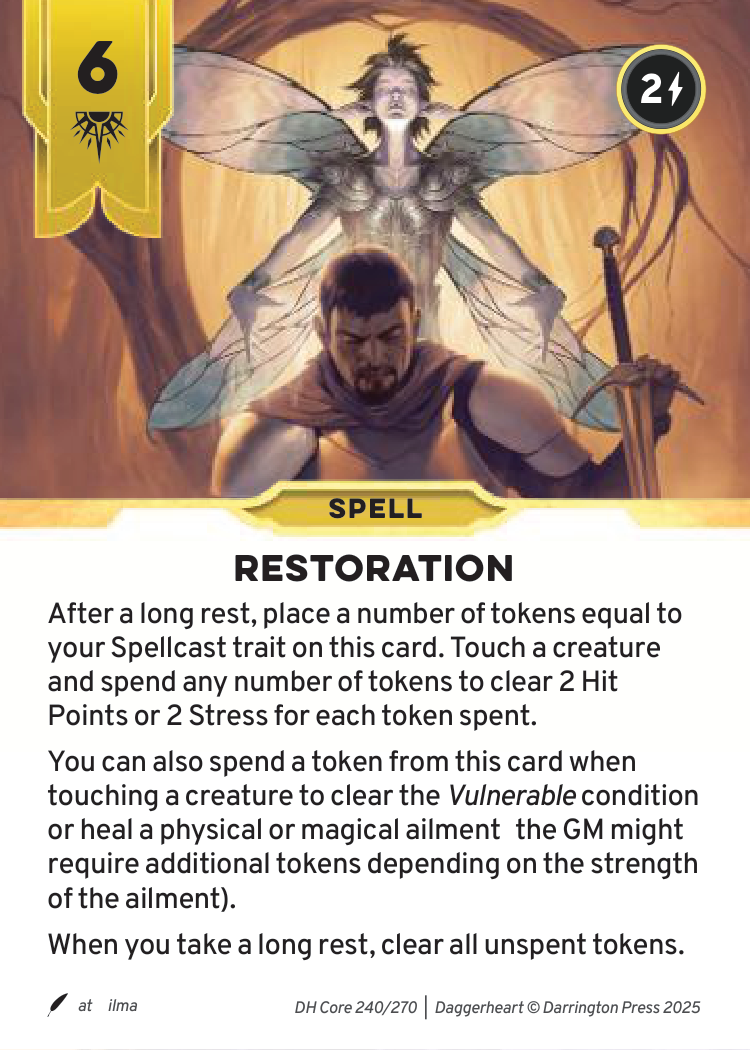 6
2
SPELL
RESTORATION
After a long rest, place a number of tokens equal to
your Spellcast trait on this card. Touch a creature
and spend any number of tokens to clear 2 Hit
Points or 2 Stress for each token spent.
You can also spend a token from this card when
touching a creature to clear the Vulnerable condition
or heal a physical or magical ailment the GM might
require additional tokens depending on the strength
of the ailment).
When you take a long rest, clear all unspent tokens.
at ilma
DH Core 240/270 | Daggerheart © Darrington Press 2025